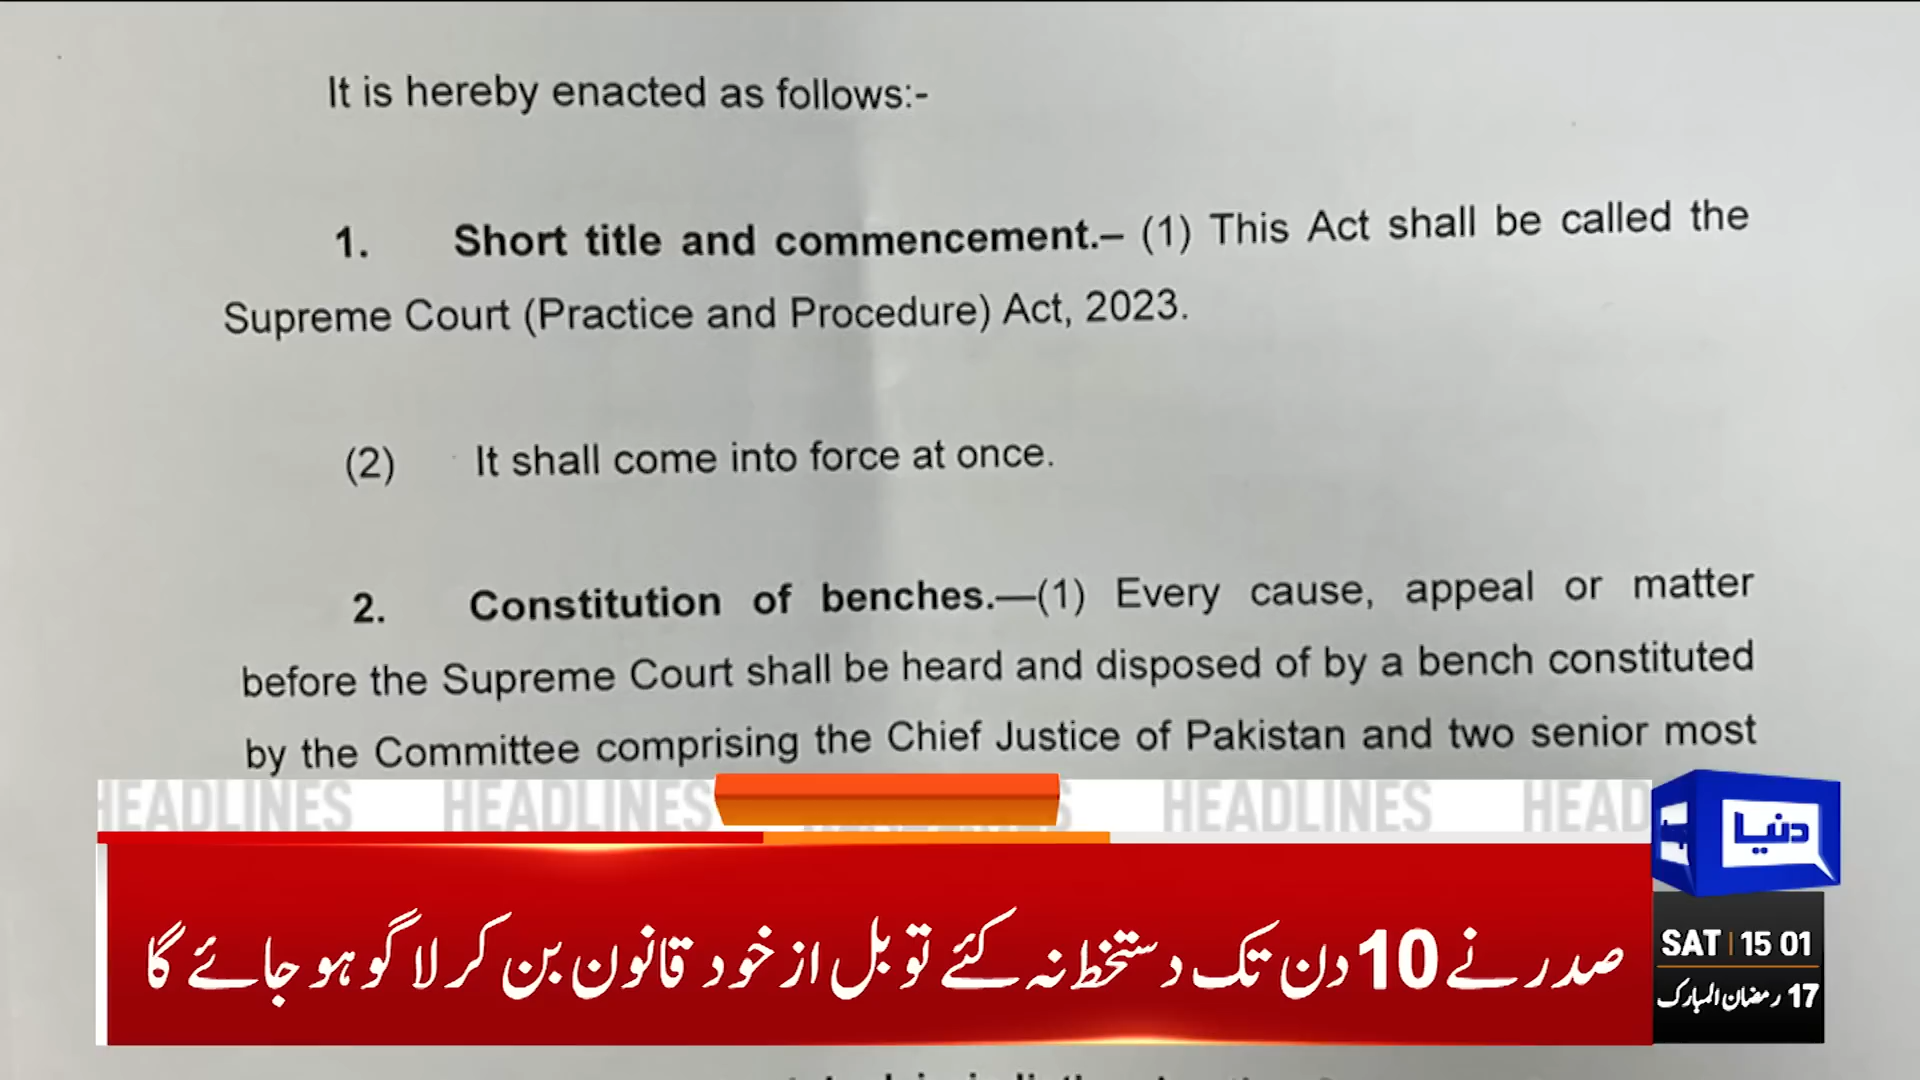 It is hereby enacted as follows:-
1. Short title and commencement.– (1) This Act shall be called the
Supreme Court (Practice and Procedure) Act, 2023.
(2) It shall come into force at once.
2. Constitution of benches.—(1) Every cause, appeal or matter
before the Supreme Court shall be heard and disposed of by a bench constituted
by the Committee comprising the Chief Justice of Pakistan and two senior most
HEADLINES HEADLINES HEADLINES HEAD
دنیا
صدر نے 10 دن تک دستخط نہ کئے تو بل از خود قانون بن کر لاگو ہو جائے گا
SAT | 15 01
17 رمضان المبارک